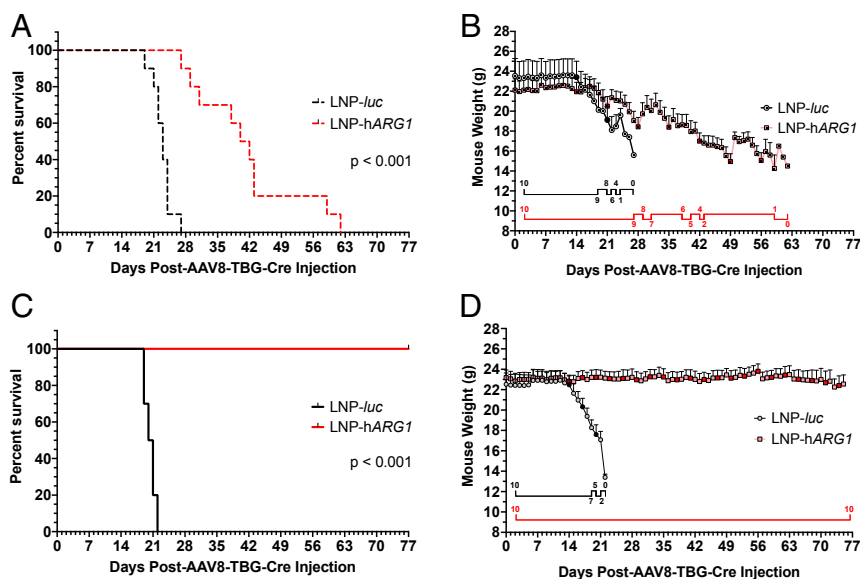 A
Percent survival
100
80
60
40
20
0
LNP-luc
LNP-hARG1
p < 0.001
0 7 14 21 28 35 42 49 56 63 70 77
Days Post-AAV8-TBG-Cre Injection
B
Mouse Weight (g)
28
26
24
22
20
18
16
14
12
10
8
LNP-luc
LNP-hARG1
10 8 4 0
9 6 1
10 8 6 4 1
9 7 5 2 0
0 7 14 21 28 35 42 49 56 63 70 77
Days Post-AAV8-TBG-Cre Injection
C
Percent survival
100
80
60
40
20
0
LNP-luc
LNP-hARG1
p < 0.001
0 7 14 21 28 35 42 49 56 63 70 77
Days Post-AAV8-TBG-Cre Injection
D
Mouse Weight (g)
28
26
24
22
20
18
16
14
12
10
8
LNP-luc
LNP-hARG1
10 5 0
7 2
10 10
0 7 14 21 28 35 42 49 56 63 70 77
Days Post-AAV8-TBG-Cre Injection